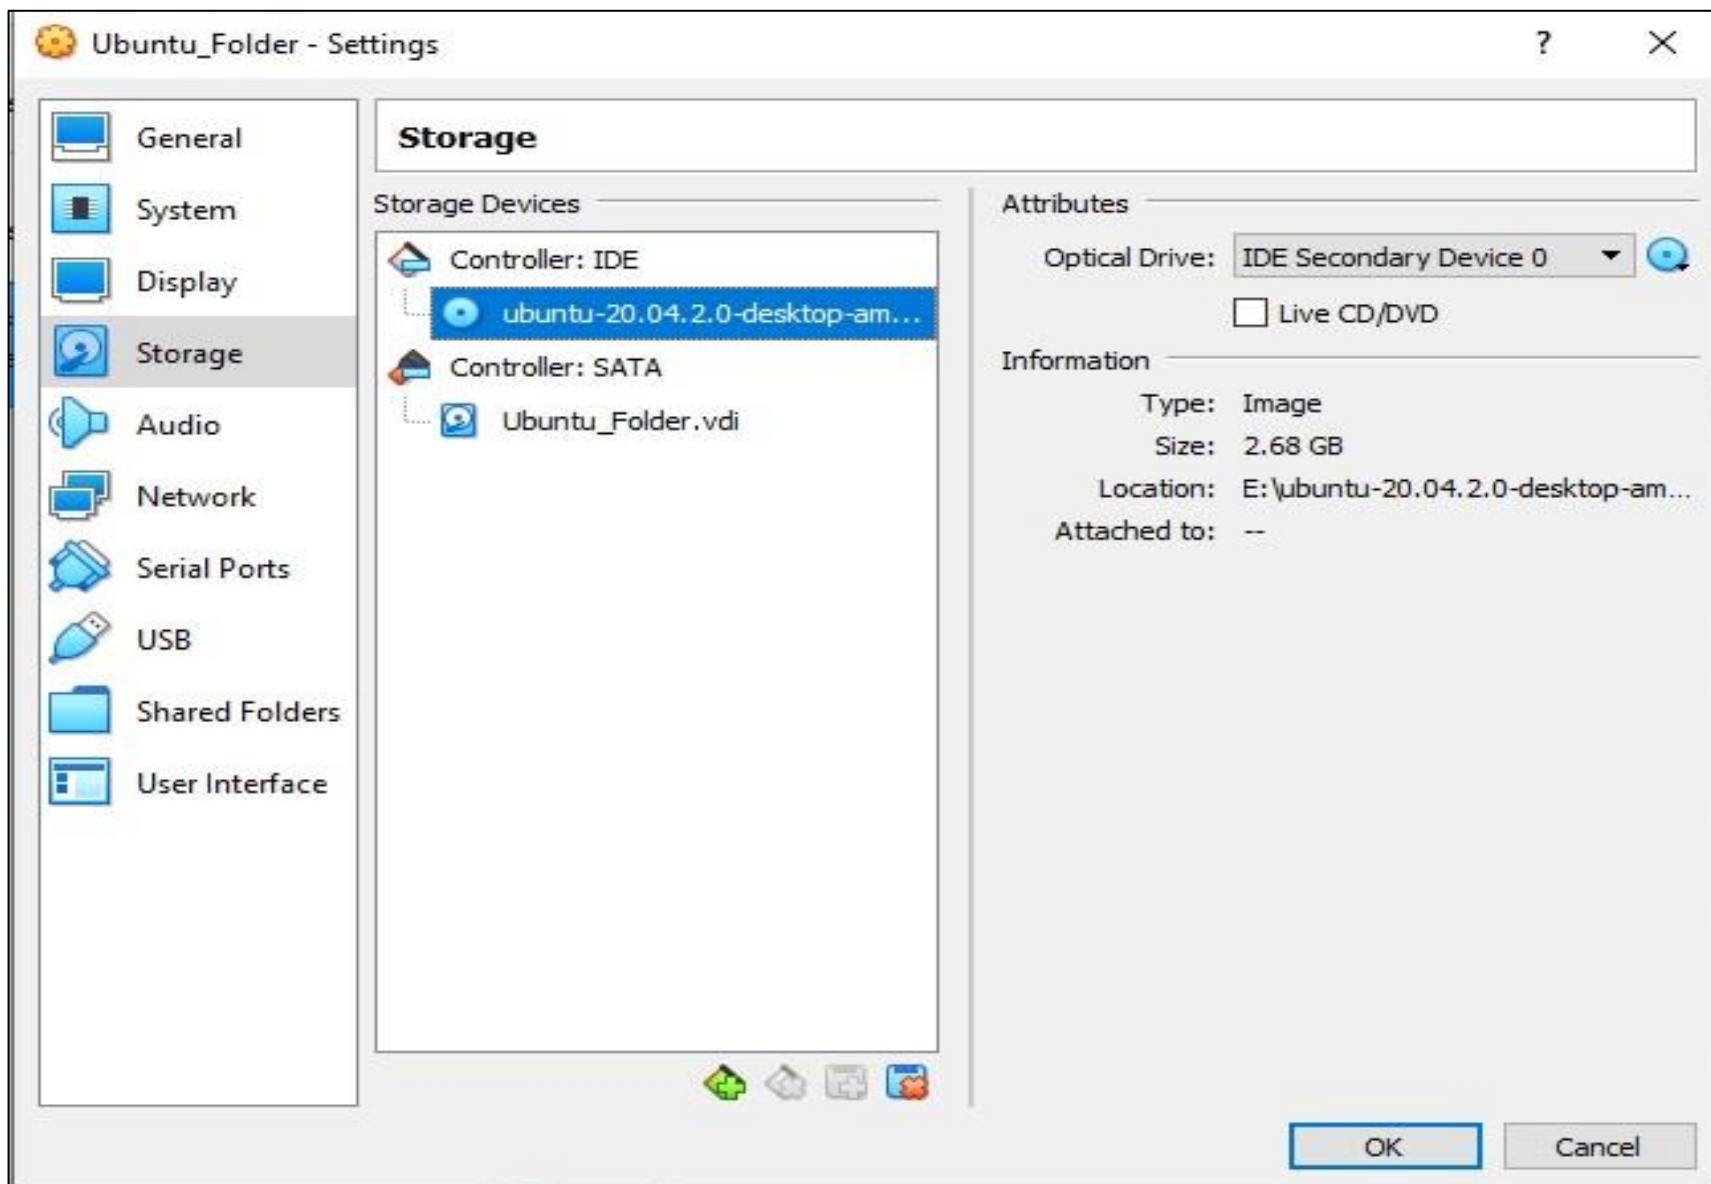 Ubuntu_Folder - Settings
?
General
System
Display
Storage
Audio
Network
Serial Ports
USB
Shared Folders
User Interface
Storage
Storage Devices
Controller: IDE
ubuntu-20.04.2.0-desktop-am...
Controller: SATA
Ubuntu_Folder.vdi
Attributes
Optical Drive: IDE Secondary Device 0
Live CD/DVD
Information
Type: Image
Size: 2.68 GB
Location: E:\ubuntu-20.04.2.0-desktop-am...
Attached to: --
OK Cancel